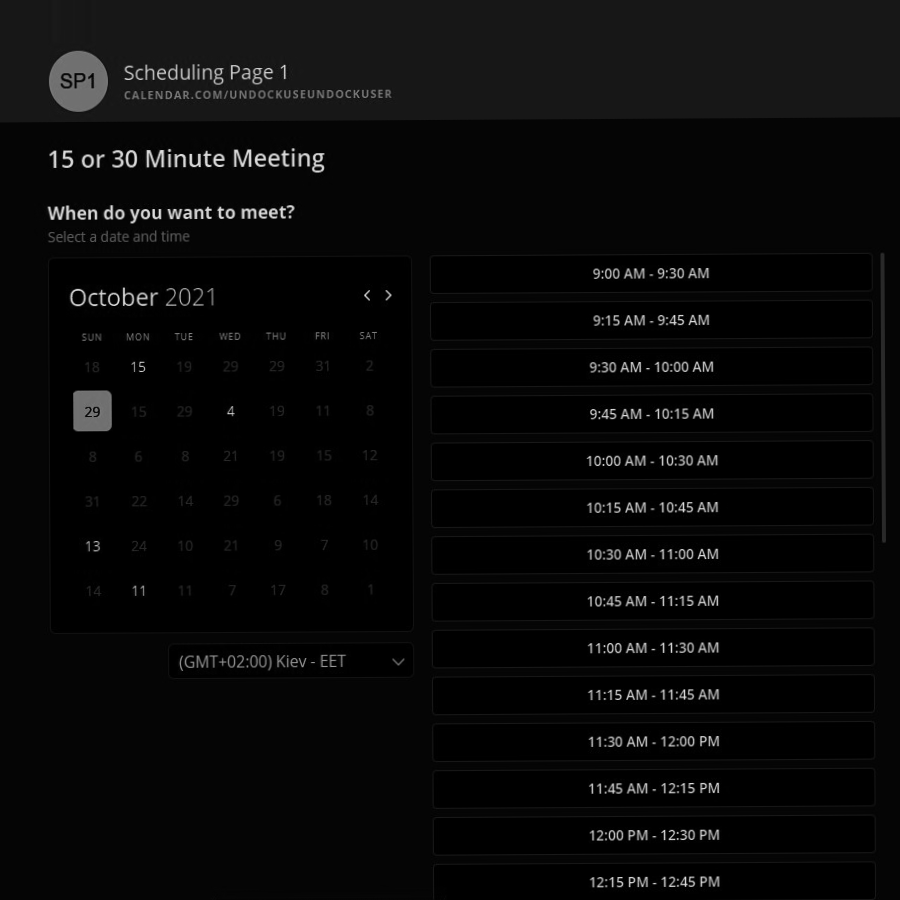 SP1
Scheduling Page 1
CALENDAR.COM/UNDOCKUSEUNDOCKUSER
15 or 30 Minute Meeting
When do you want to meet?
Select a date and time
October 2021
SUN MON TUE WED THU FRI SAT
18 15 19 29 29 31 2
29 15 29 4 19 11 8
8 6 8 21 19 15 12
31 22 14 29 6 18 14
13 24 10 21 9 7 10
14 11 11 7 17 8 1
(GMT+02:00) Kiev - EET
9:00 AM - 9:30 AM
9:15 AM - 9:45 AM
9:30 AM - 10:00 AM
9:45 AM - 10:15 AM
10:00 AM - 10:30 AM
10:15 AM - 10:45 AM
10:30 AM - 11:00 AM
10:45 AM - 11:15 AM
11:00 AM - 11:30 AM
11:15 AM - 11:45 AM
11:30 AM - 12:00 PM
11:45 AM - 12:15 PM
12:00 PM - 12:30 PM
12:15 PM - 12:45 PM